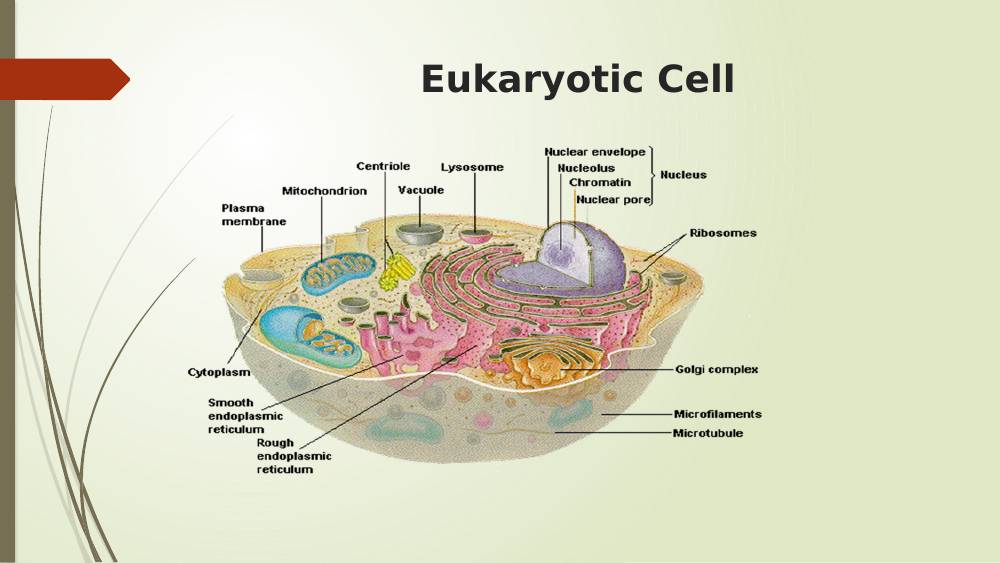 Eukaryotic Cell
Nuclear envelope
Nucleolus
Chromatin
Nuclear pore
Nucleus
Centriole
Lysosome
Mitochondrion
Vacuole
Plasma
membrane
Ribosomes
Cytoplasm
Golgi complex
Smooth
endoplasmic
reticulum
Microfilaments
Microtubule
Rough
endoplasmic
reticulum